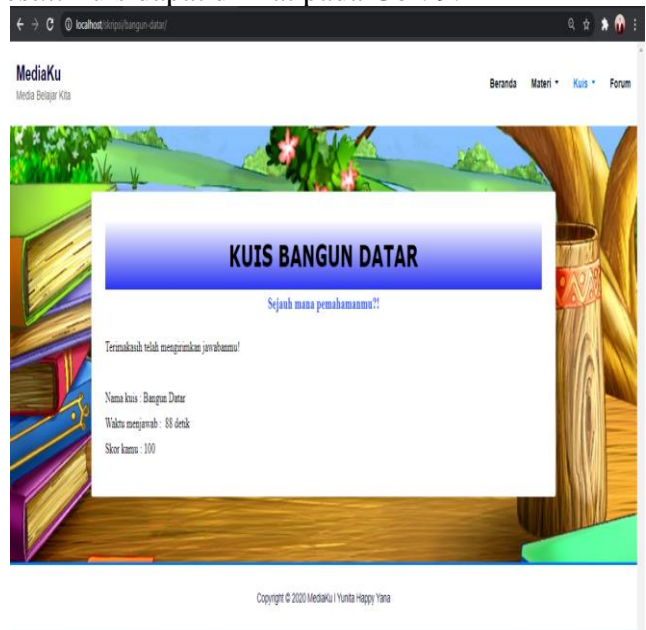 localhost/skripsi/bangun-datar/
MediaKu
Media Belajar Kita
Beranda Materi Kuis Forum
KUIS BANGUN DATAR
Sejauh mana pemahamanmu?!
Terimakasih telah mengirimkan jawabanmu!
Nama kuis : Bangun Datar
Waktu menjawab : 88 detik
Skor kamu : 100
Copyright © 2020 MediaKu | Yunita Happy Yana